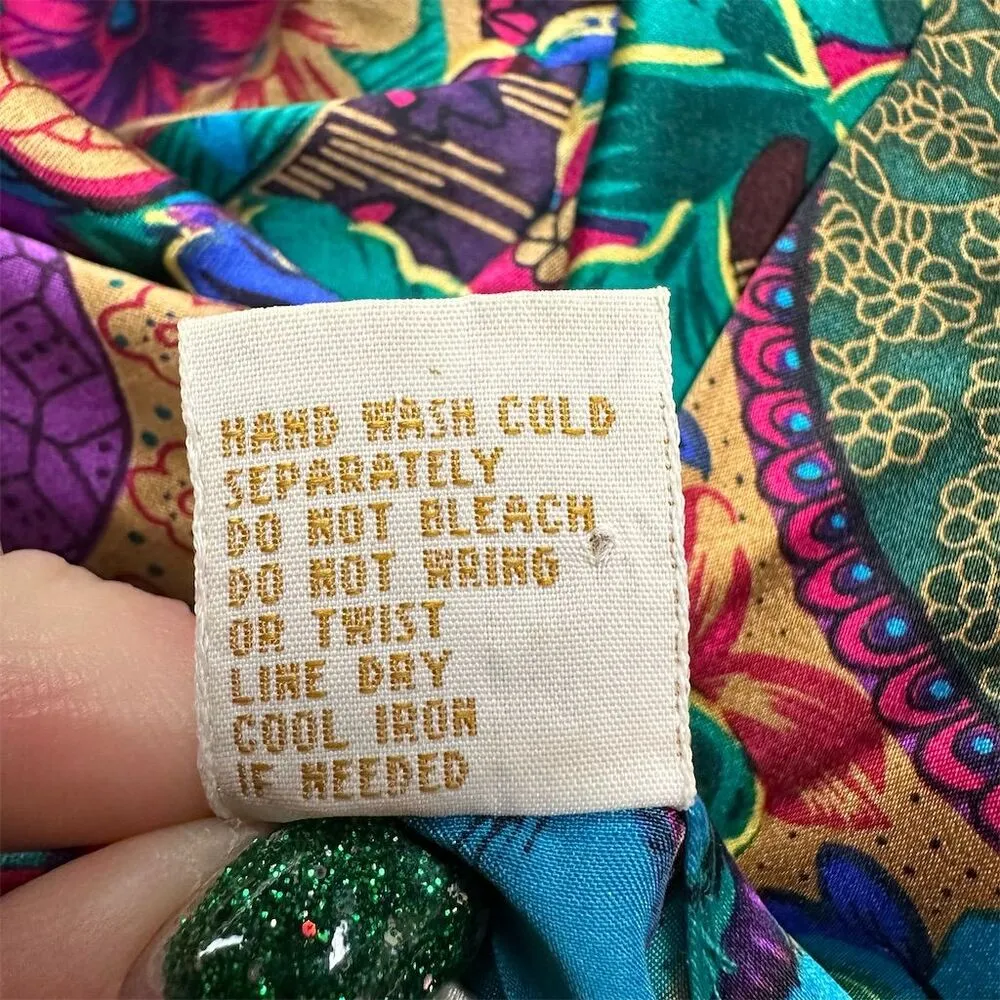 HAND WASH COLD
SEPARATELY
DO NOT BLEACH
DO NOT WRING
OR TWIST
LINE DRY
COOL IRON
IF NEEDED